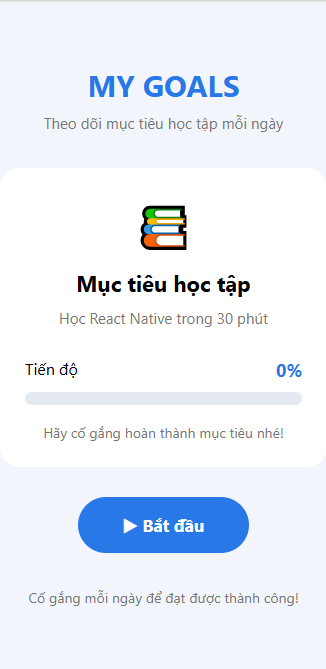 MY GOALS
Theo dõi mục tiêu học tập mỗi ngày
Mục tiêu học tập
Học React Native trong 30 phút
Tiến độ 0%
Hãy cố gắng hoàn thành mục tiêu nhé!
▶ Bắt đầu
Cố gắng mỗi ngày để đạt được thành công!